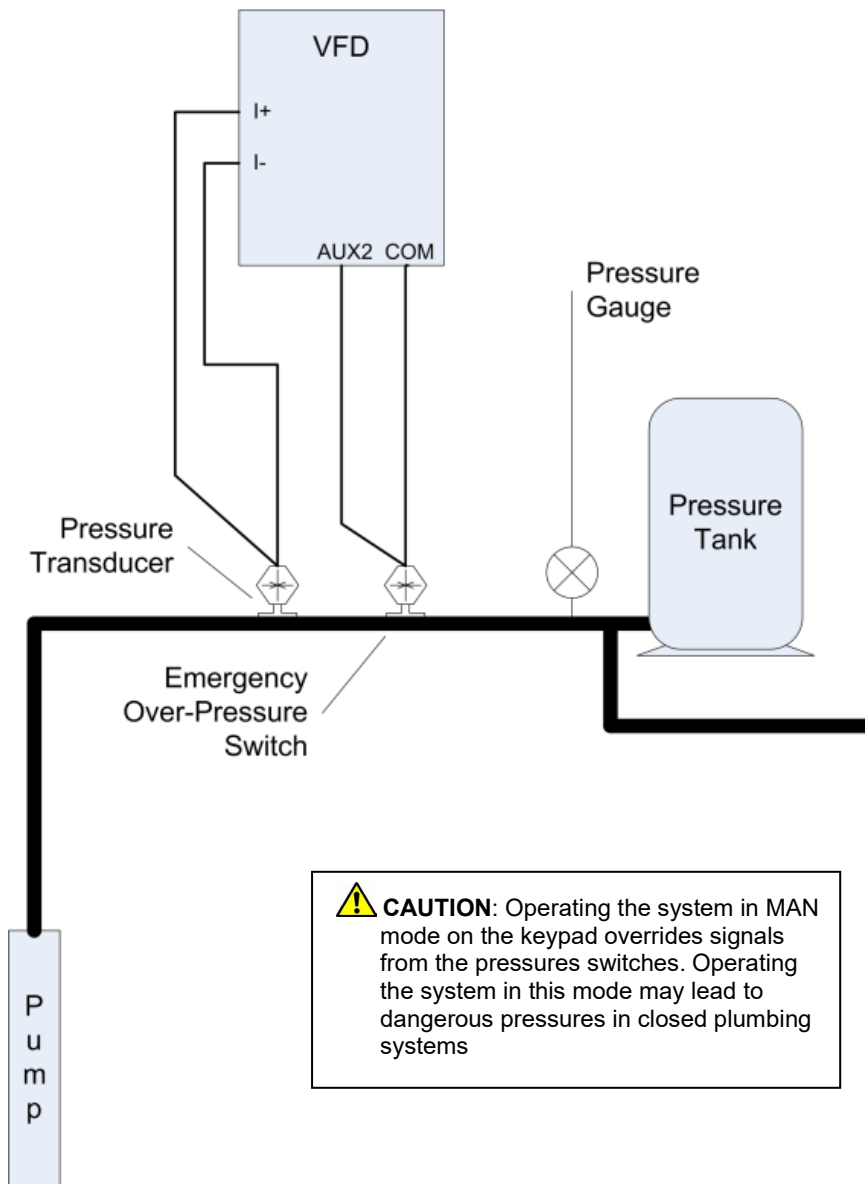 VFD
I+
I-
AUX2 COM
Pressure
Gauge
Pressure
Tank
Pressure
Transducer
Emergency
Over-Pressure
Switch
CAUTION: Operating the system in MAN
mode on the keypad overrides signals
from the pressures switches. Operating
the system in this mode may lead to
dangerous pressures in closed plumbing
systems
P
u
m
p